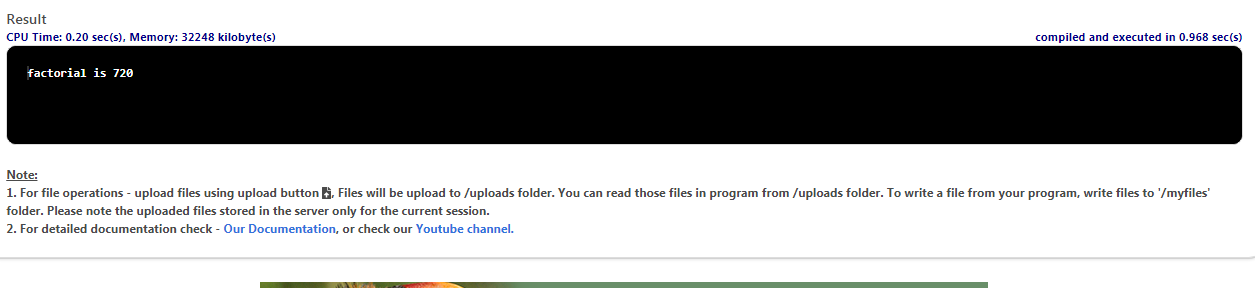 Result
CPU Time: 0.20 sec(s), Memory: 32248 kilobyte(s)
compiled and executed in 0.968 sec(s)
factorial is 720
Note:
1. For file operations - upload files using upload button , Files will be upload to /uploads folder. You can read those files in program from /uploads folder. To write a file from your program, write files to '/myfiles'
folder. Please note the uploaded files stored in the server only for the current session.
2. For detailed documentation check - Our Documentation, or check our Youtube channel.